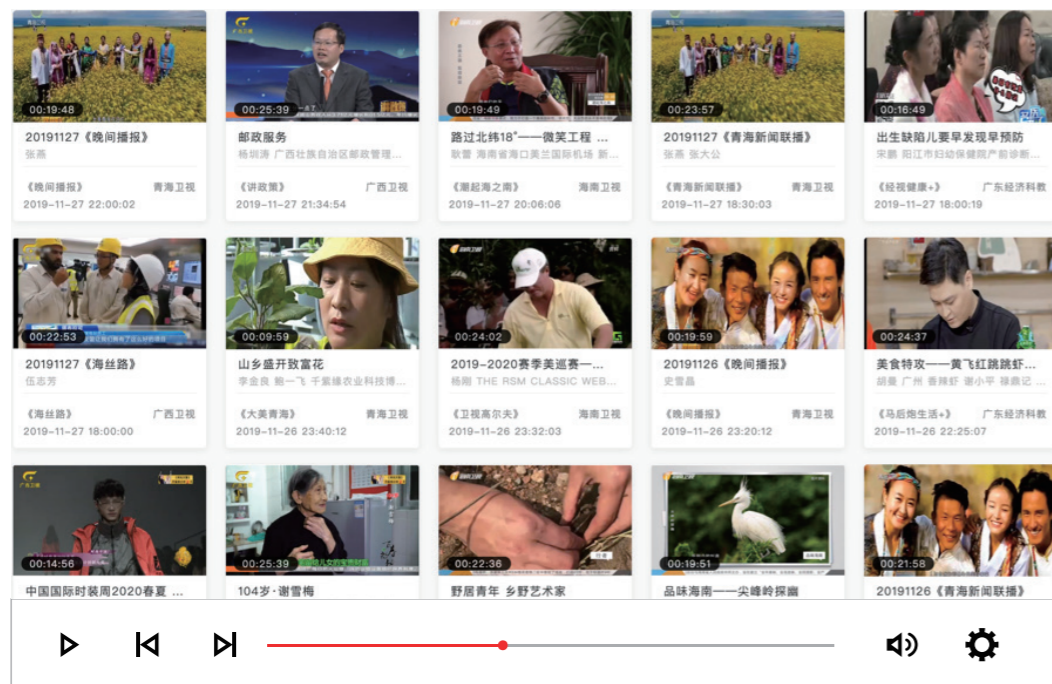 00:19:48
00:25:39
00:19:49
00:23:57
00:16:49
20191127《晚间播报》
邮政服务
路过北纬18°——微笑工程 ...
20191127《青海新闻联播》
出生缺陷儿要早发现早预防
张燕
杨圳涛 广西壮族自治区邮政管理...
耿蕾 海南省海口美兰国际机场 新...
张燕 张大公
宋鹏 阳江市妇幼保健院产前诊断...
《晚间播报》 青海卫视
《讲政策》 广西卫视
《潮起海之南》 海南卫视
《青海新闻联播》 青海卫视
《经视健康+》 广东经济科教
2019-11-27 22:00:02
2019-11-27 21:34:54
2019-11-27 20:06:06
2019-11-27 18:30:03
2019-11-27 18:00:19
00:22:53
00:09:59
00:24:02
00:19:59
00:24:37
20191127《海丝路》
山乡盛开致富花
2019-2020赛季美巡赛一...
20191126《晚间播报》
美食特攻——黄飞红跳跳虾...
伍志芳
李金良 鲍一飞 千紫缘农业科技博...
杨刚 THE RSM CLASSIC WEB...
史雪晶
胡曼 广州 香辣虾 谢小平 禄鼎记 ...
《海丝路》 广西卫视
《大美青海》 青海卫视
《卫视高尔夫》 海南卫视
《晚间播报》 青海卫视
《马后炮生活+》 广东经济科教
2019-11-27 18:00:00
2019-11-26 23:40:12
2019-11-26 23:32:03
2019-11-26 23:20:12
2019-11-26 22:25:07
00:14:56
00:25:39
00:22:36
00:19:51
00:21:58
中国国际时装周2020春夏 ...
104岁·谢雪梅
野居青年 乡野艺术家
品味海南——尖峰岭探幽
20191126《青海新闻联播》